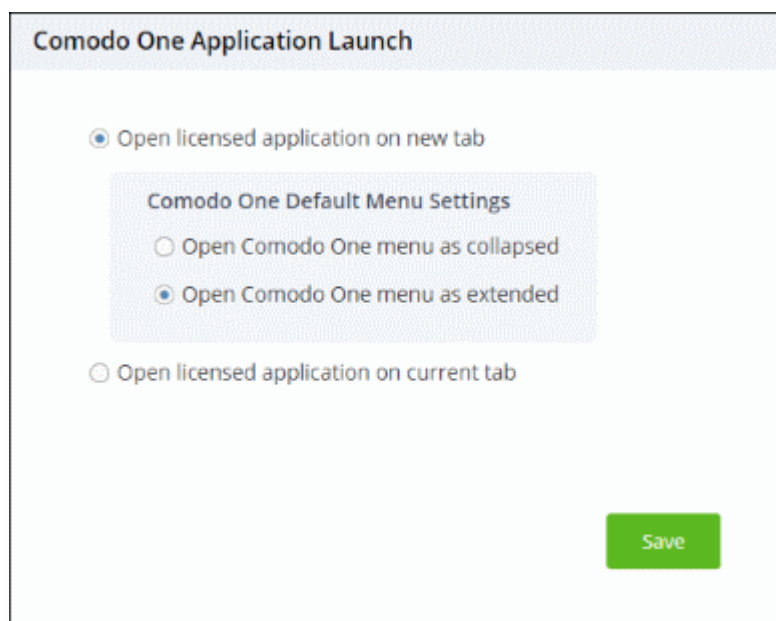 Comodo One Application Launch
Open licensed application on new tab
Comodo One Default Menu Settings
Open Comodo One menu as collapsed
Open Comodo One menu as extended
Open licensed application on current tab
Save